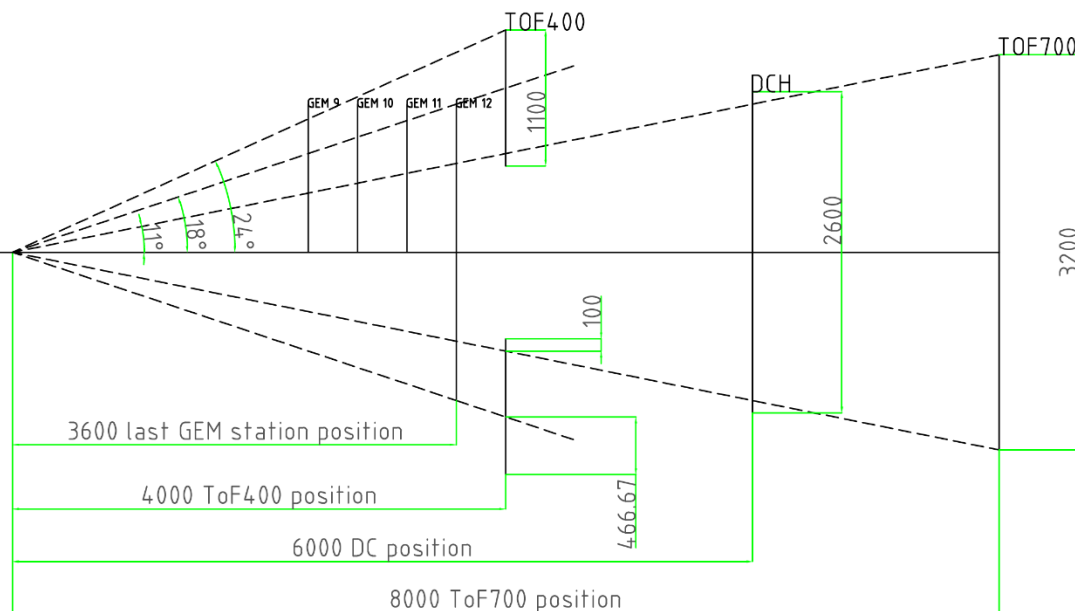 TOF400
TOF700
DCH
GEM 9
GEM 10
GEM 11
GEM 12
1100
11°
18°
24°
2600
3200
100
3600 last GEM station position
466.67
4000 ToF400 position
6000 DC position
8000 ToF700 position